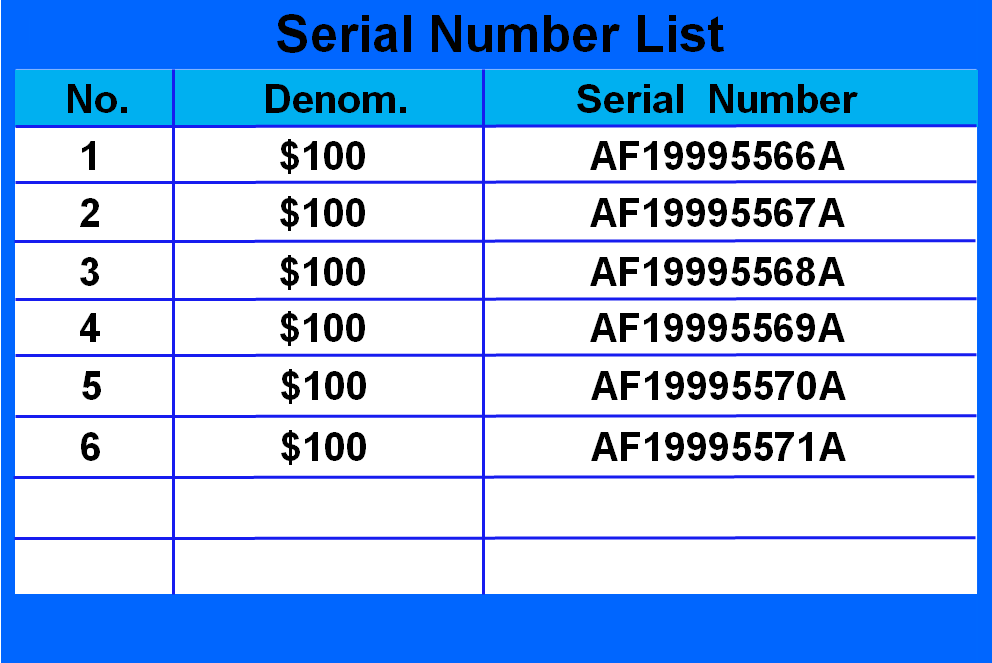 Serial Number List
No. Denom. Serial Number
1 $100 AF19995566A
2 $100 AF19995567A
3 $100 AF19995568A
4 $100 AF19995569A
5 $100 AF19995570A
6 $100 AF19995571A